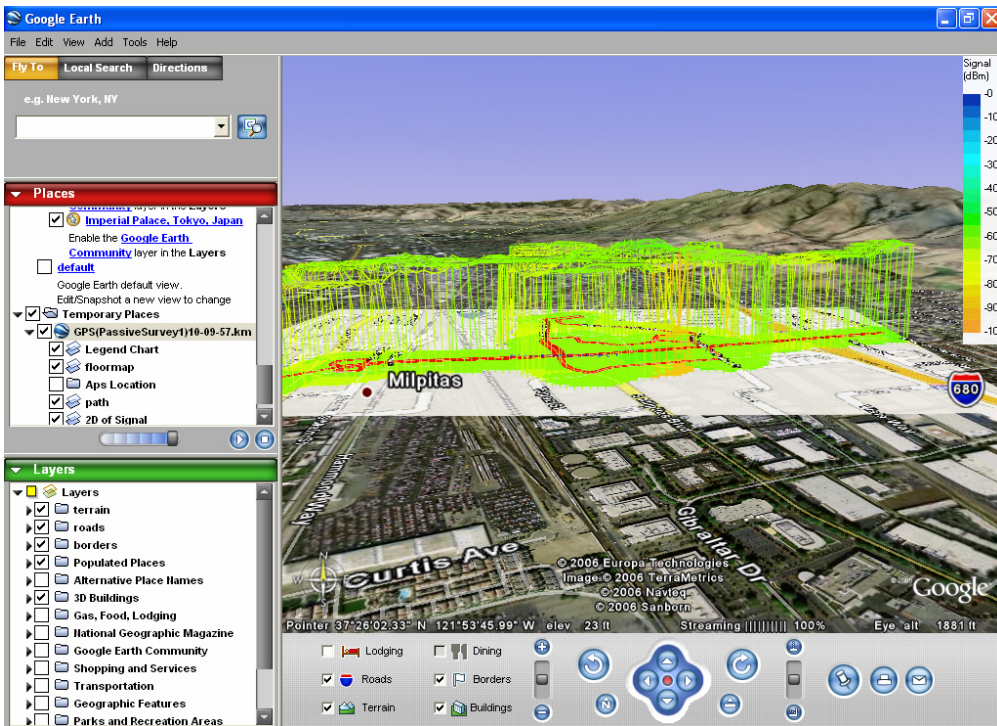 Google Earth
File Edit View Add Tools Help
Fly To Local Search Directions
e.g. New York, NY
Places
Community layer in the Layers
Imperial Palace, Tokyo, Japan
Enable the Google Earth
Community layer in the Layers
default
Google Earth default view.
Edit/Snapshot a new view to change
Temporary Places
GPS(PassiveSurvey1)10-09-57.km
Legend Chart
floormap
Aps Location
path
2D of Signal
Layers
Layers
terrain
roads
borders
Populated Places
Alternative Place Names
3D Buildings
Gas, Food, Lodging
National Geographic Magazine
Google Earth Community
Shopping and Services
Transportation
Geographic Features
Parks and Recreation Areas
Signal
(dBm)
-0
-10
-20
-30
-40
-50
-60
-70
-80
-90
-10
Milpitas
680
Hammond Way
Curtis Ave
Gibraltar Dr
© 2006 Europa Technologies
Image © 2006 TerraMetrics
© 2006 Navteq
© 2006 Sanborn
Google
N
W
Pointer 37°26'02.33" N 121°53'45.99" W elev 23 ft Streaming 100% Eye alt 1881 ft
Lodging Dining
Roads Borders
Terrain Buildings
N